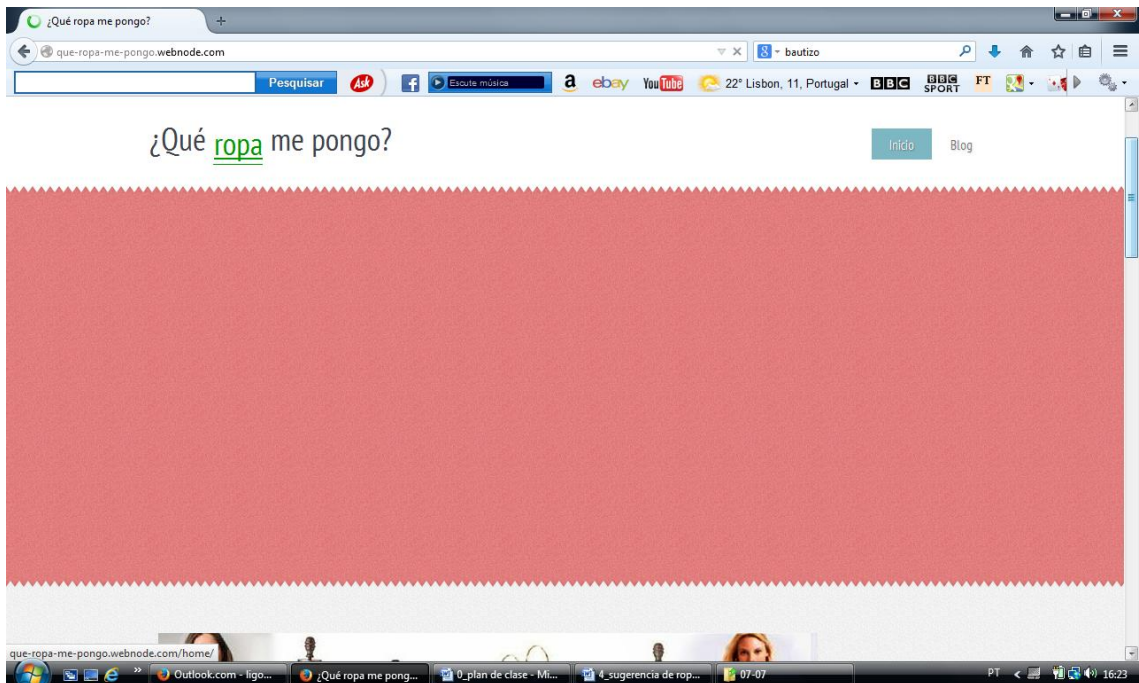 ¿Qué ropa me pongo?
que-ropa-me-pongo.webnode.com
8 bautizo
Pesquisar
Ask
f
Escute música
a
ebay
YouTube
22° Lisbon, 11, Portugal
BBC
BBC SPORT
FT
¿Qué ropa me pongo?
Inicio
Blog
que-ropa-me-pongo.webnode.com/home/
Outlook.com - ligo...
¿Qué ropa me pong...
0_plan de clase - Mi...
4_sugerencia de rop...
07-07
PT
16:23